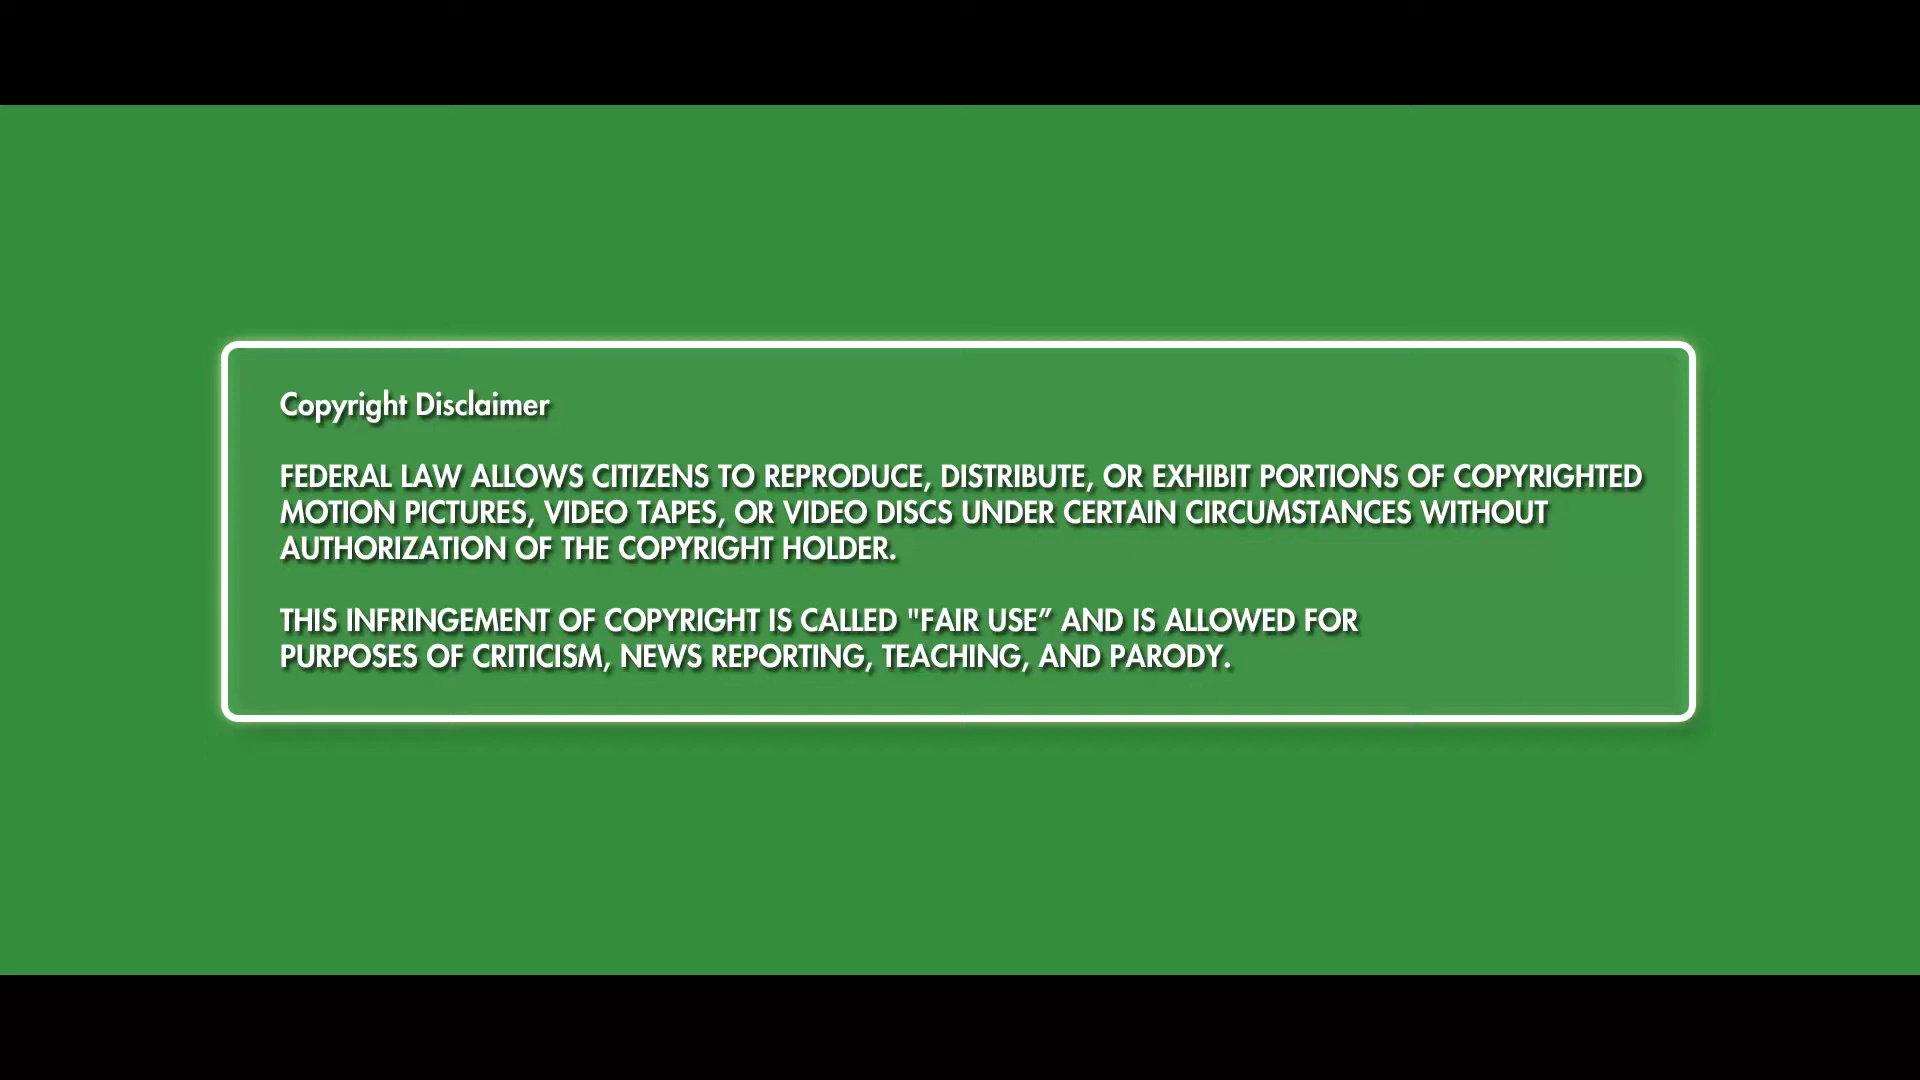 Copyright Disclaimer
FEDERAL LAW ALLOWS CITIZENS TO REPRODUCE, DISTRIBUTE, OR EXHIBIT PORTIONS OF COPYRIGHTED
MOTION PICTURES, VIDEO TAPES, OR VIDEO DISCS UNDER CERTAIN CIRCUMSTANCES WITHOUT
AUTHORIZATION OF THE COPYRIGHT HOLDER.
THIS INFRINGEMENT OF COPYRIGHT IS CALLED "FAIR USE” AND IS ALLOWED FOR
PURPOSES OF CRITICISM, NEWS REPORTING, TEACHING, AND PARODY.